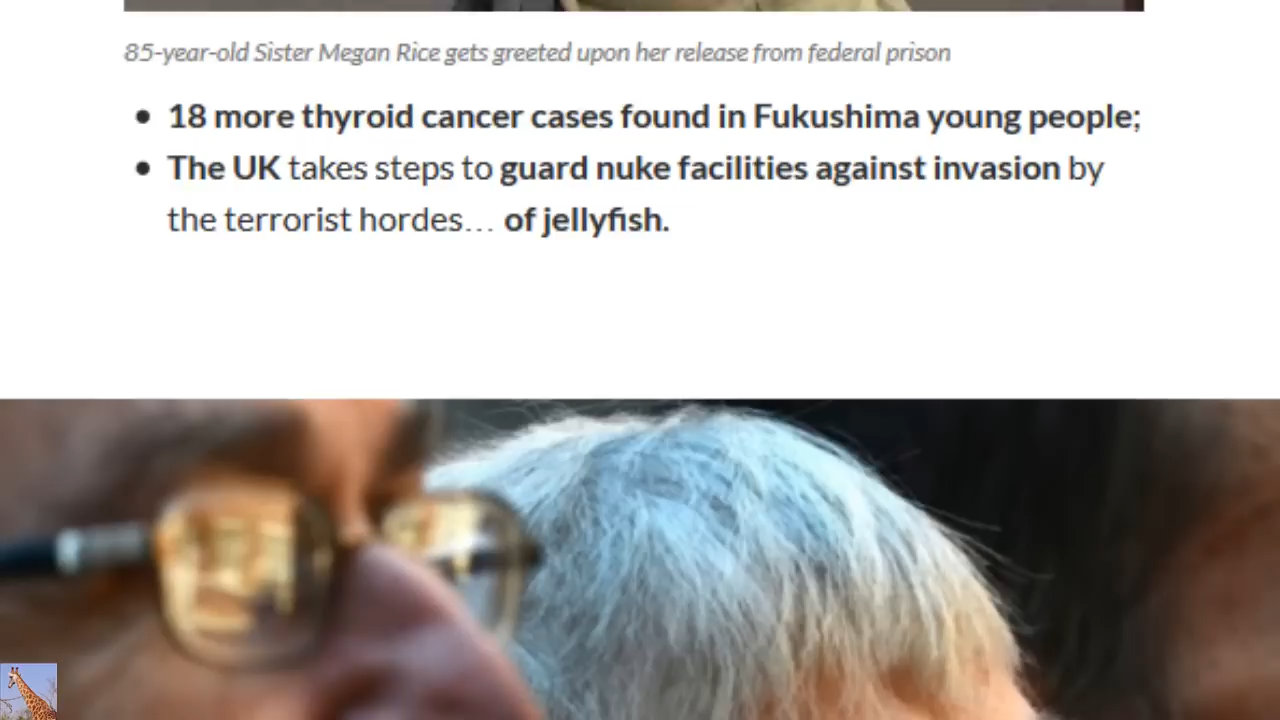 85-year-old Sister Megan Rice gets greeted upon her release from federal prison
• 18 more thyroid cancer cases found in Fukushima young people;
• The UK takes steps to guard nuke facilities against invasion by
the terrorist hordes… of jellyfish.